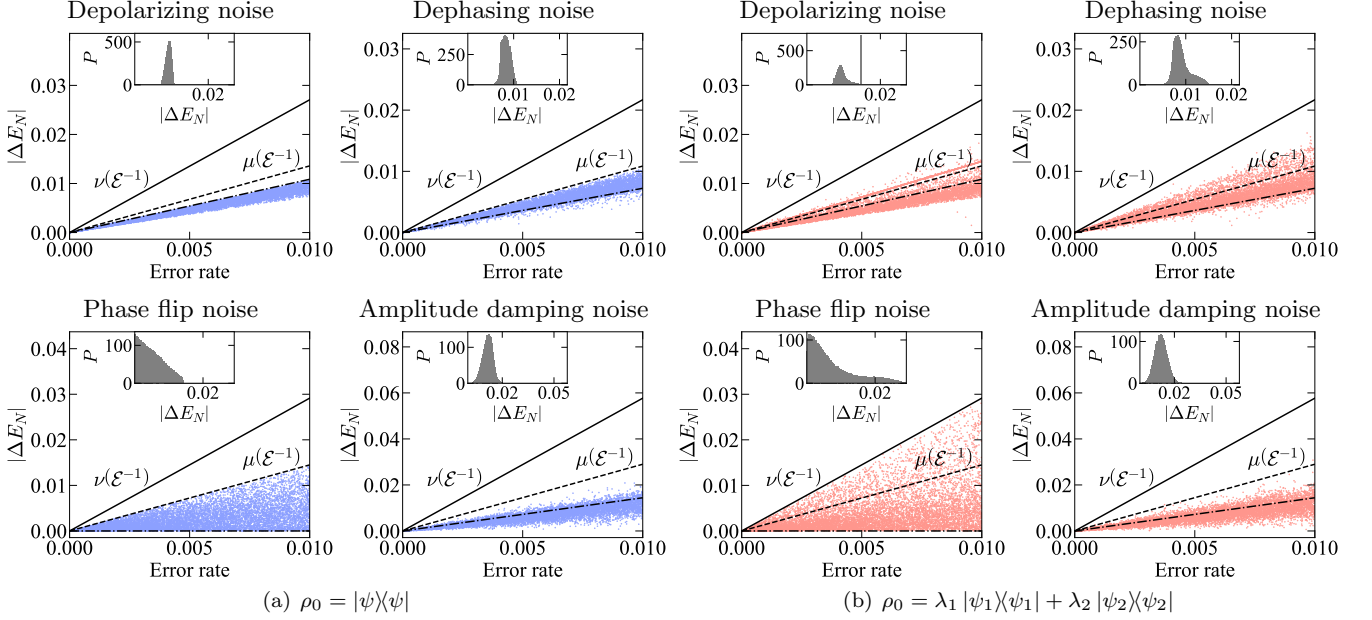 Depolarizing noise
500
P
0
0.02
|ΔE_N|
0.03
0.02
0.01
0.00
|ΔE_N|
ν(ℰ⁻¹)
μ(ℰ⁻¹)
0.000
0.005
0.010
Error rate
Dephasing noise
250
P
0
0.01
0.02
|ΔE_N|
0.03
0.02
0.01
0.00
|ΔE_N|
ν(ℰ⁻¹)
μ(ℰ⁻¹)
0.000
0.005
0.010
Error rate
Depolarizing noise
500
P
0
0.02
|ΔE_N|
0.03
0.02
0.01
0.00
|ΔE_N|
ν(ℰ⁻¹)
μ(ℰ⁻¹)
0.000
0.005
0.010
Error rate
Dephasing noise
250
P
0
0.01
0.02
|ΔE_N|
0.03
0.02
0.01
0.00
|ΔE_N|
ν(ℰ⁻¹)
μ(ℰ⁻¹)
0.000
0.005
0.010
Error rate
Phase flip noise
100
P
0
0.02
|ΔE_N|
0.04
0.03
0.02
0.01
0.00
|ΔE_N|
ν(ℰ⁻¹)
μ(ℰ⁻¹)
0.000
0.005
0.010
Error rate
Amplitude damping noise
100
P
0
0.02
0.05
|ΔE_N|
0.08
0.06
0.04
0.02
0.00
|ΔE_N|
ν(ℰ⁻¹)
μ(ℰ⁻¹)
0.000
0.005
0.010
Error rate
Phase flip noise
100
P
0
0.02
|ΔE_N|
0.04
0.03
0.02
0.01
0.00
|ΔE_N|
ν(ℰ⁻¹)
μ(ℰ⁻¹)
0.000
0.005
0.010
Error rate
Amplitude damping noise
100
P
0
0.02
0.05
|ΔE_N|
0.08
0.06
0.04
0.02
0.00
|ΔE_N|
ν(ℰ⁻¹)
μ(ℰ⁻¹)
0.000
0.005
0.010
Error rate
(a) ρ₀ = |ψ⟩⟨ψ|
(b) ρ₀ = λ₁ |ψ₁⟩⟨ψ₁| + λ₂ |ψ₂⟩⟨ψ₂|